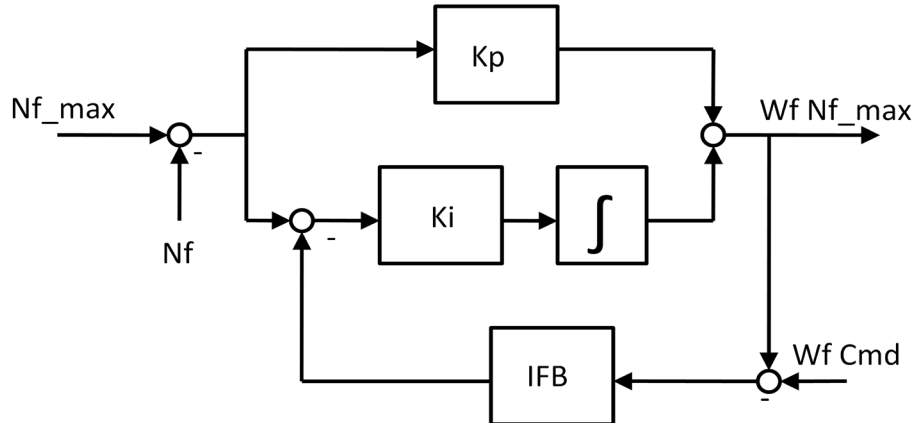 Kp
Nf_max
Wf Nf_max
-
Ki
∫
-
Nf
Wf Cmd
IFB
-